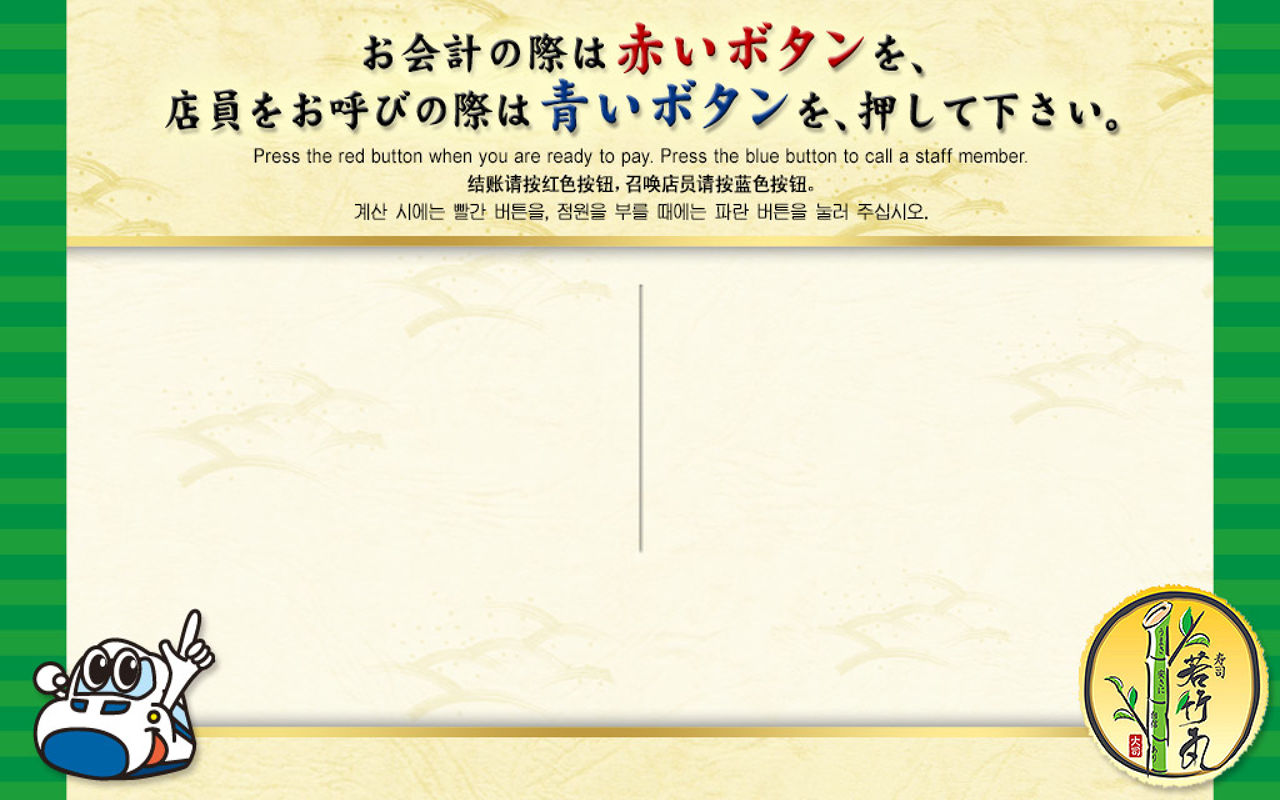 お会計の際は赤いボタンを、
店員をお呼びの際は青いボタンを、押して下さい。
Press the red button when you are ready to pay. Press the blue button to call a staff member.
结账请按红色按钮，召唤店员请按蓝色按钮。
계산 시에는 빨간 버튼을, 점원을 부를 때에는 파란 버튼을 눌러 주십시오.
寿司
若竹丸